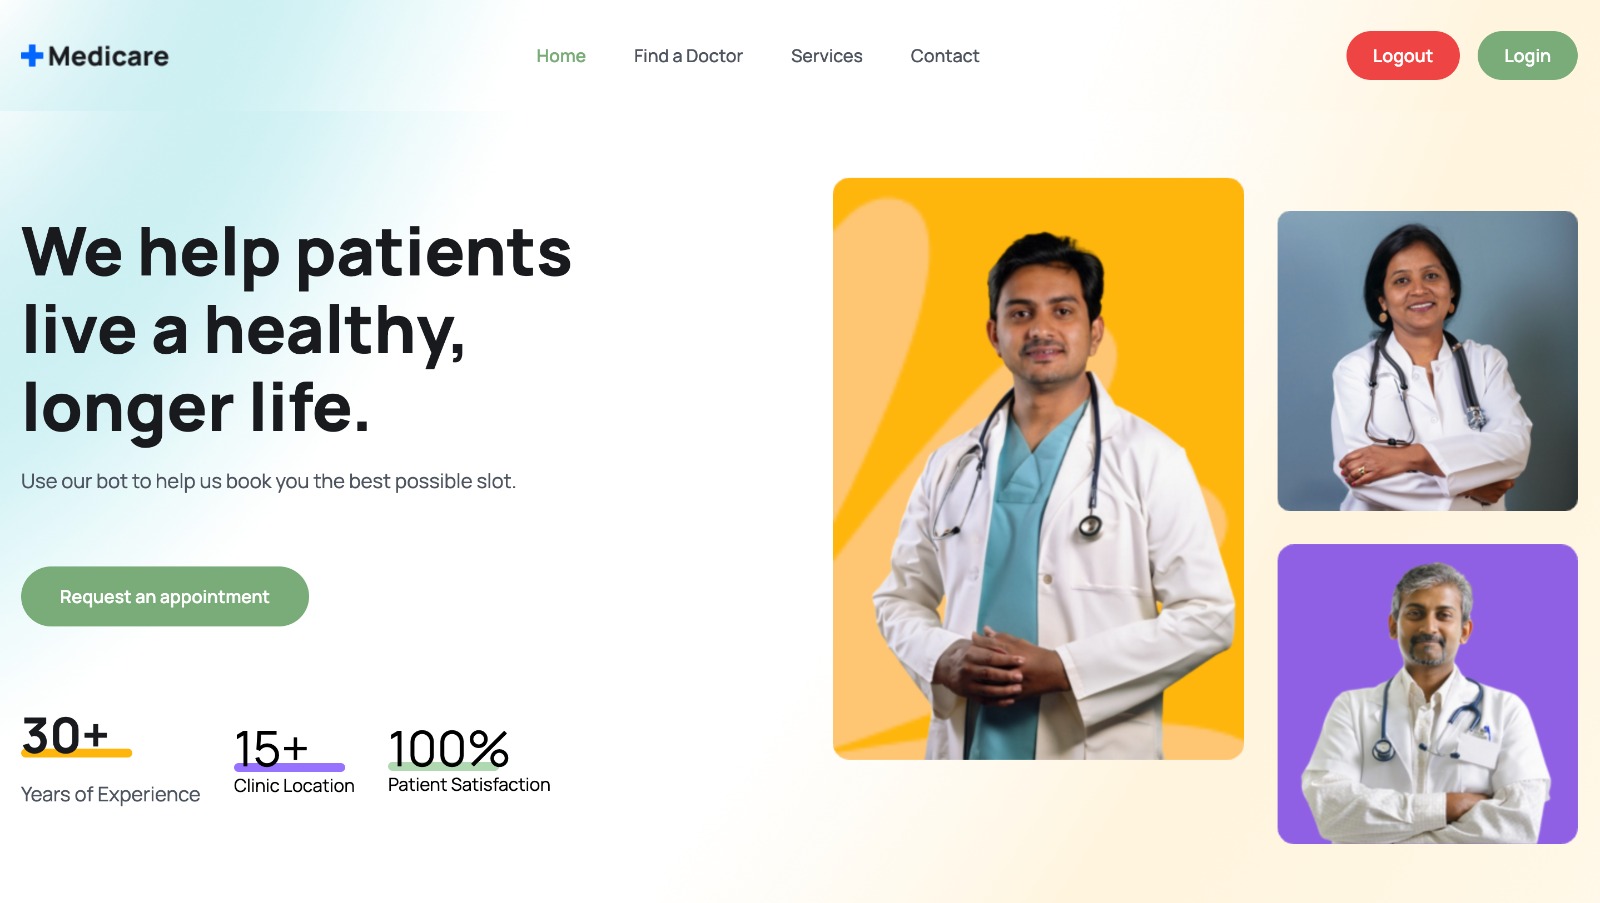 Medicare
Home
Find a Doctor
Services
Contact
Logout
Login
We help patients
live a healthy,
longer life.
Use our bot to help us book you the best possible slot.
Request an appointment
30+
Years of Experience
15+
Clinic Location
100%
Patient Satisfaction